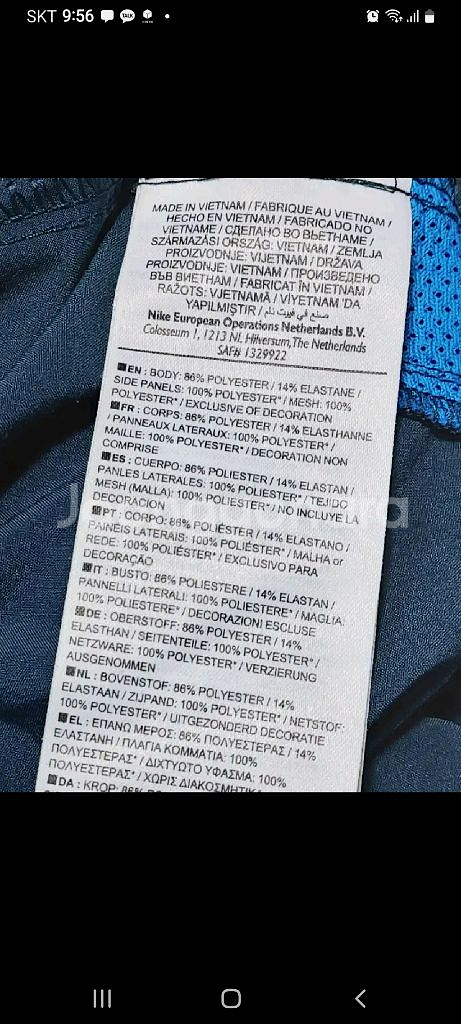 SKT 9:56
MADE IN VIETNAM / FABRIQUE AU VIETNAM /
HECHO EN VIETNAM / FABRICADO NO
VIETNAME / СДЕЛАНО ВО ВЬЕТНАМЕ /
SZÁRMAZÁSI ORSZÁG: VIETNAM / ZEMLJA
PROIZVODNJE: VIJETNAM / DRŽAVA
PROIZVODNJE: VIETNAM / ПРОИЗВЕДЕНО
ВЪВ ВИЕТНАМ / FABRICAT ÎN VIETNAM /
RAŽOTS: VJETNAMĀ / VİYETNAM 'DA
YAPILMIŞTIR / صنع في فييت نام
Nike European Operations Netherlands B.V.
Colosseum 1, 1213 NL Hilversum, The Netherlands
SAF# 1329922
EN : BODY: 86% POLYESTER / 14% ELASTANE /
SIDE PANELS: 100% POLYESTER* / MESH: 100%
POLYESTER* / EXCLUSIVE OF DECORATION
FR : CORPS: 86% POLYESTER / 14% ELASTHANNE
/ PANNEAUX LATERAUX: 100% POLYESTER* /
MAILLE: 100% POLYESTER* / DECORATION NON
COMPRISE
ES : CUERPO: 86% POLIESTER / 14% ELASTANO /
PANLES LATERALES: 100% POLIESTER* / TEJIDO
MESH (MALLA): 100% POLIESTER* / NO INCLUYE LA
DECORACION
PT : CORPO: 86% POLIÉSTER / 14% ELASTANO /
PAINÉIS LATERAIS: 100% POLIÉSTER* / MALHA or
REDE: 100% POLIÉSTER* / EXCLUSIVO PARA
DECORAÇÃO
IT : BUSTO: 86% POLIESTERE / 14% ELASTAN /
PANNELLI LATERALI: 100% POLIESTERE* / MAGLIA:
100% POLIESTERE* / DECORAZIONI ESCLUSE
DE : OBERSTOFF: 86% POLYESTER / 14%
ELASTHAN / SEITENTEILE: 100% POLYESTER* /
NETZWARE: 100% POLYESTER* / VERZIERUNG
AUSGENOMMEN
NL : BOVENSTOF: 86% POLYESTER / 14%
ELASTAAN / ZIJPAND: 100% POLYESTER* / NETSTOF:
100% POLYESTER* / UITGEZONDERD DECORATIE
EL : ΕΠΑΝΩ ΜΕΡΟΣ: 86% ΠΟΛΥΕΣΤΕΡΑΣ / 14%
ΕΛΑΣΤΑΝΗ / ΠΛΑΓΙΑ ΚΟΜΜΑΤΙΑ: 100%
ΠΟΛΥΕΣΤΕΡΑΣ* / ΔΙΧΤΥΩΤΟ ΥΦΑΣΜΑ: 100%
ΠΟΛΥΕΣΤΕΡΑΣ* / ΧΩΡΙΣ ΔΙΑΚΟΣΜΗΤΙΚΑ
DA : KROP: 86%